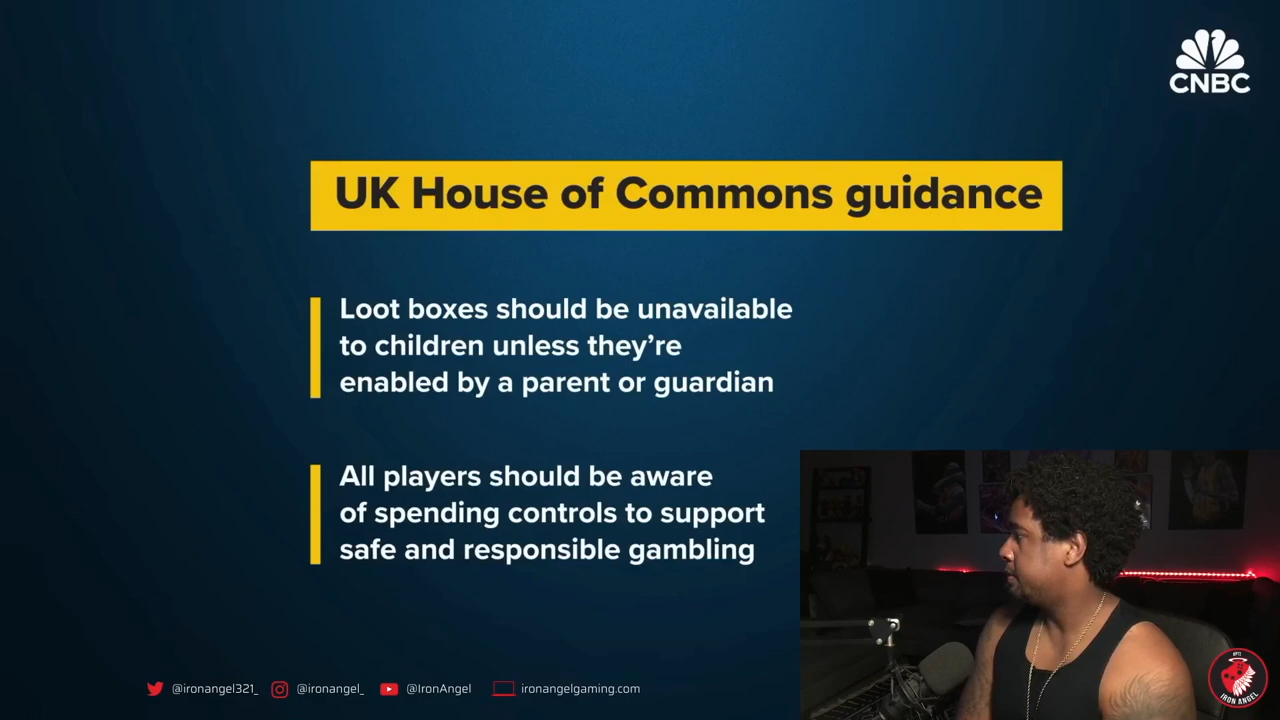 CNBC
UK House of Commons guidance
Loot boxes should be unavailable
to children unless they’re
enabled by a parent or guardian
All players should be aware
of spending controls to support
safe and responsible gambling
@ironangel321_ @ironangel_ @IronAngel ironangelgaming.com
IRON ANGEL